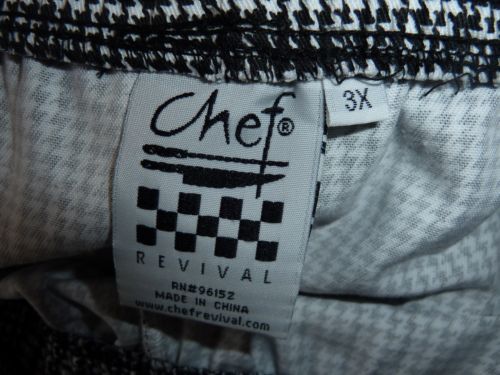 Chef®
3X
REVIVAL
RN#96152
MADE IN CHINA
www.chefrevival.com